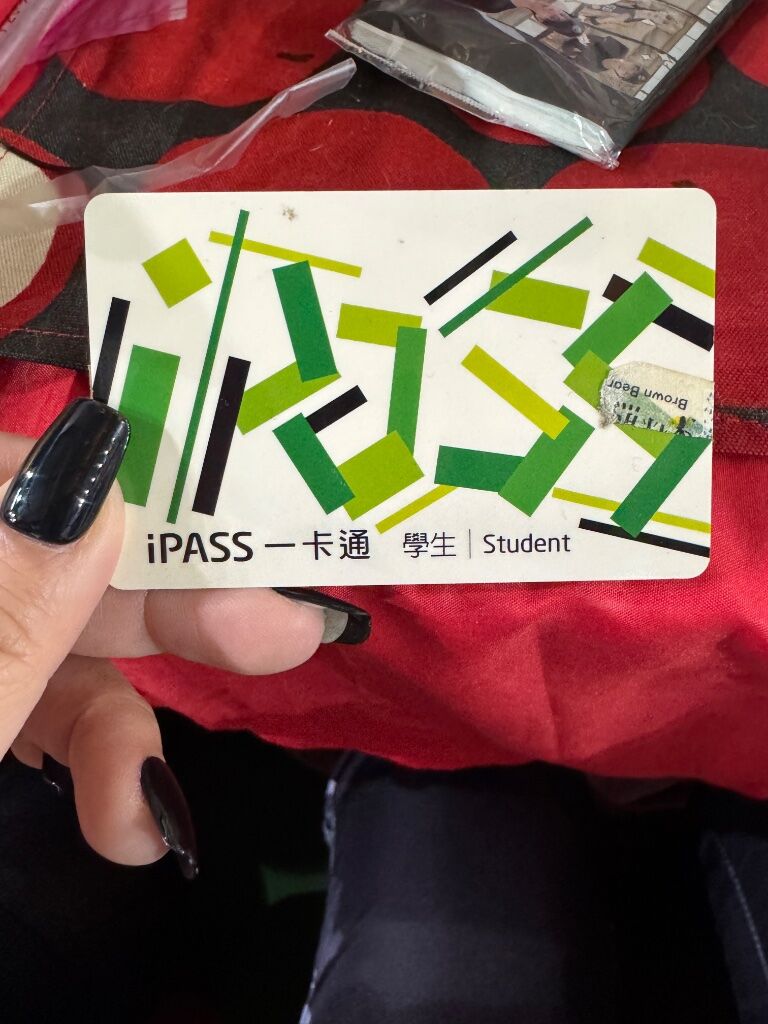 Brown Bear
iPASS 一卡通 學生 | Student